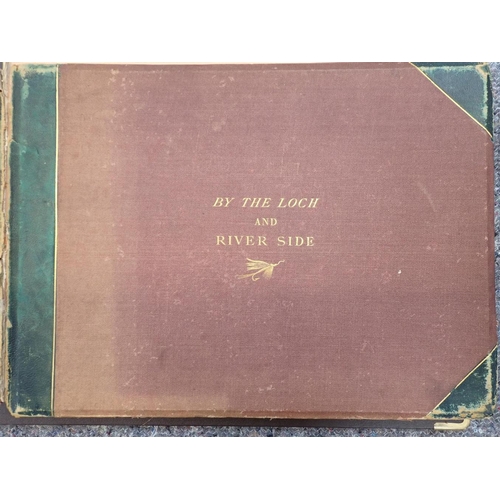 BY THE LOCH
AND
RIVER SIDE